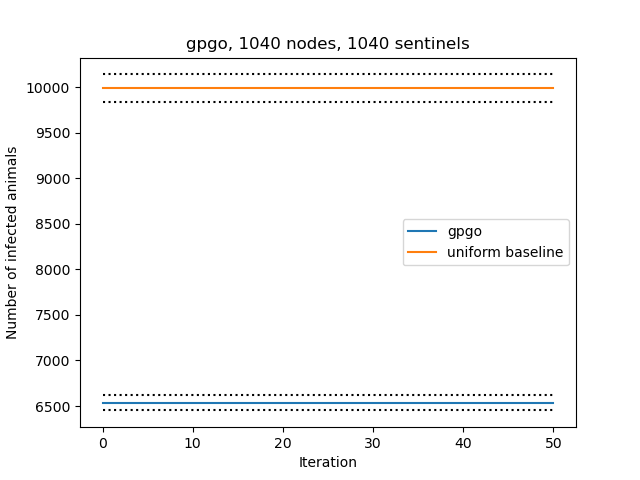 gpgo, 1040 nodes, 1040 sentinels
Number of infected animals
10000
9500
9000
8500
8000
7500
7000
6500
gpgo
uniform baseline
0 10 20 30 40 50
Iteration